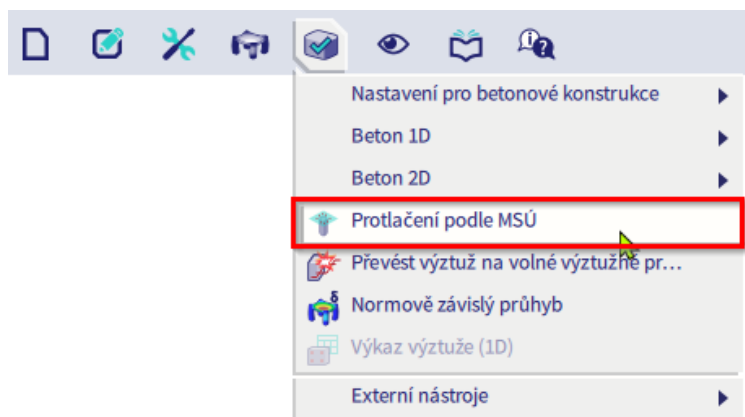 Nastavení pro betonové konstrukce
Beton 1D
Beton 2D
Protlačení podle MSÚ
Převést výztuž na volné výztužné pr...
Normově závislý průhyb
Výkaz výztuže (1D)
Externí nástroje